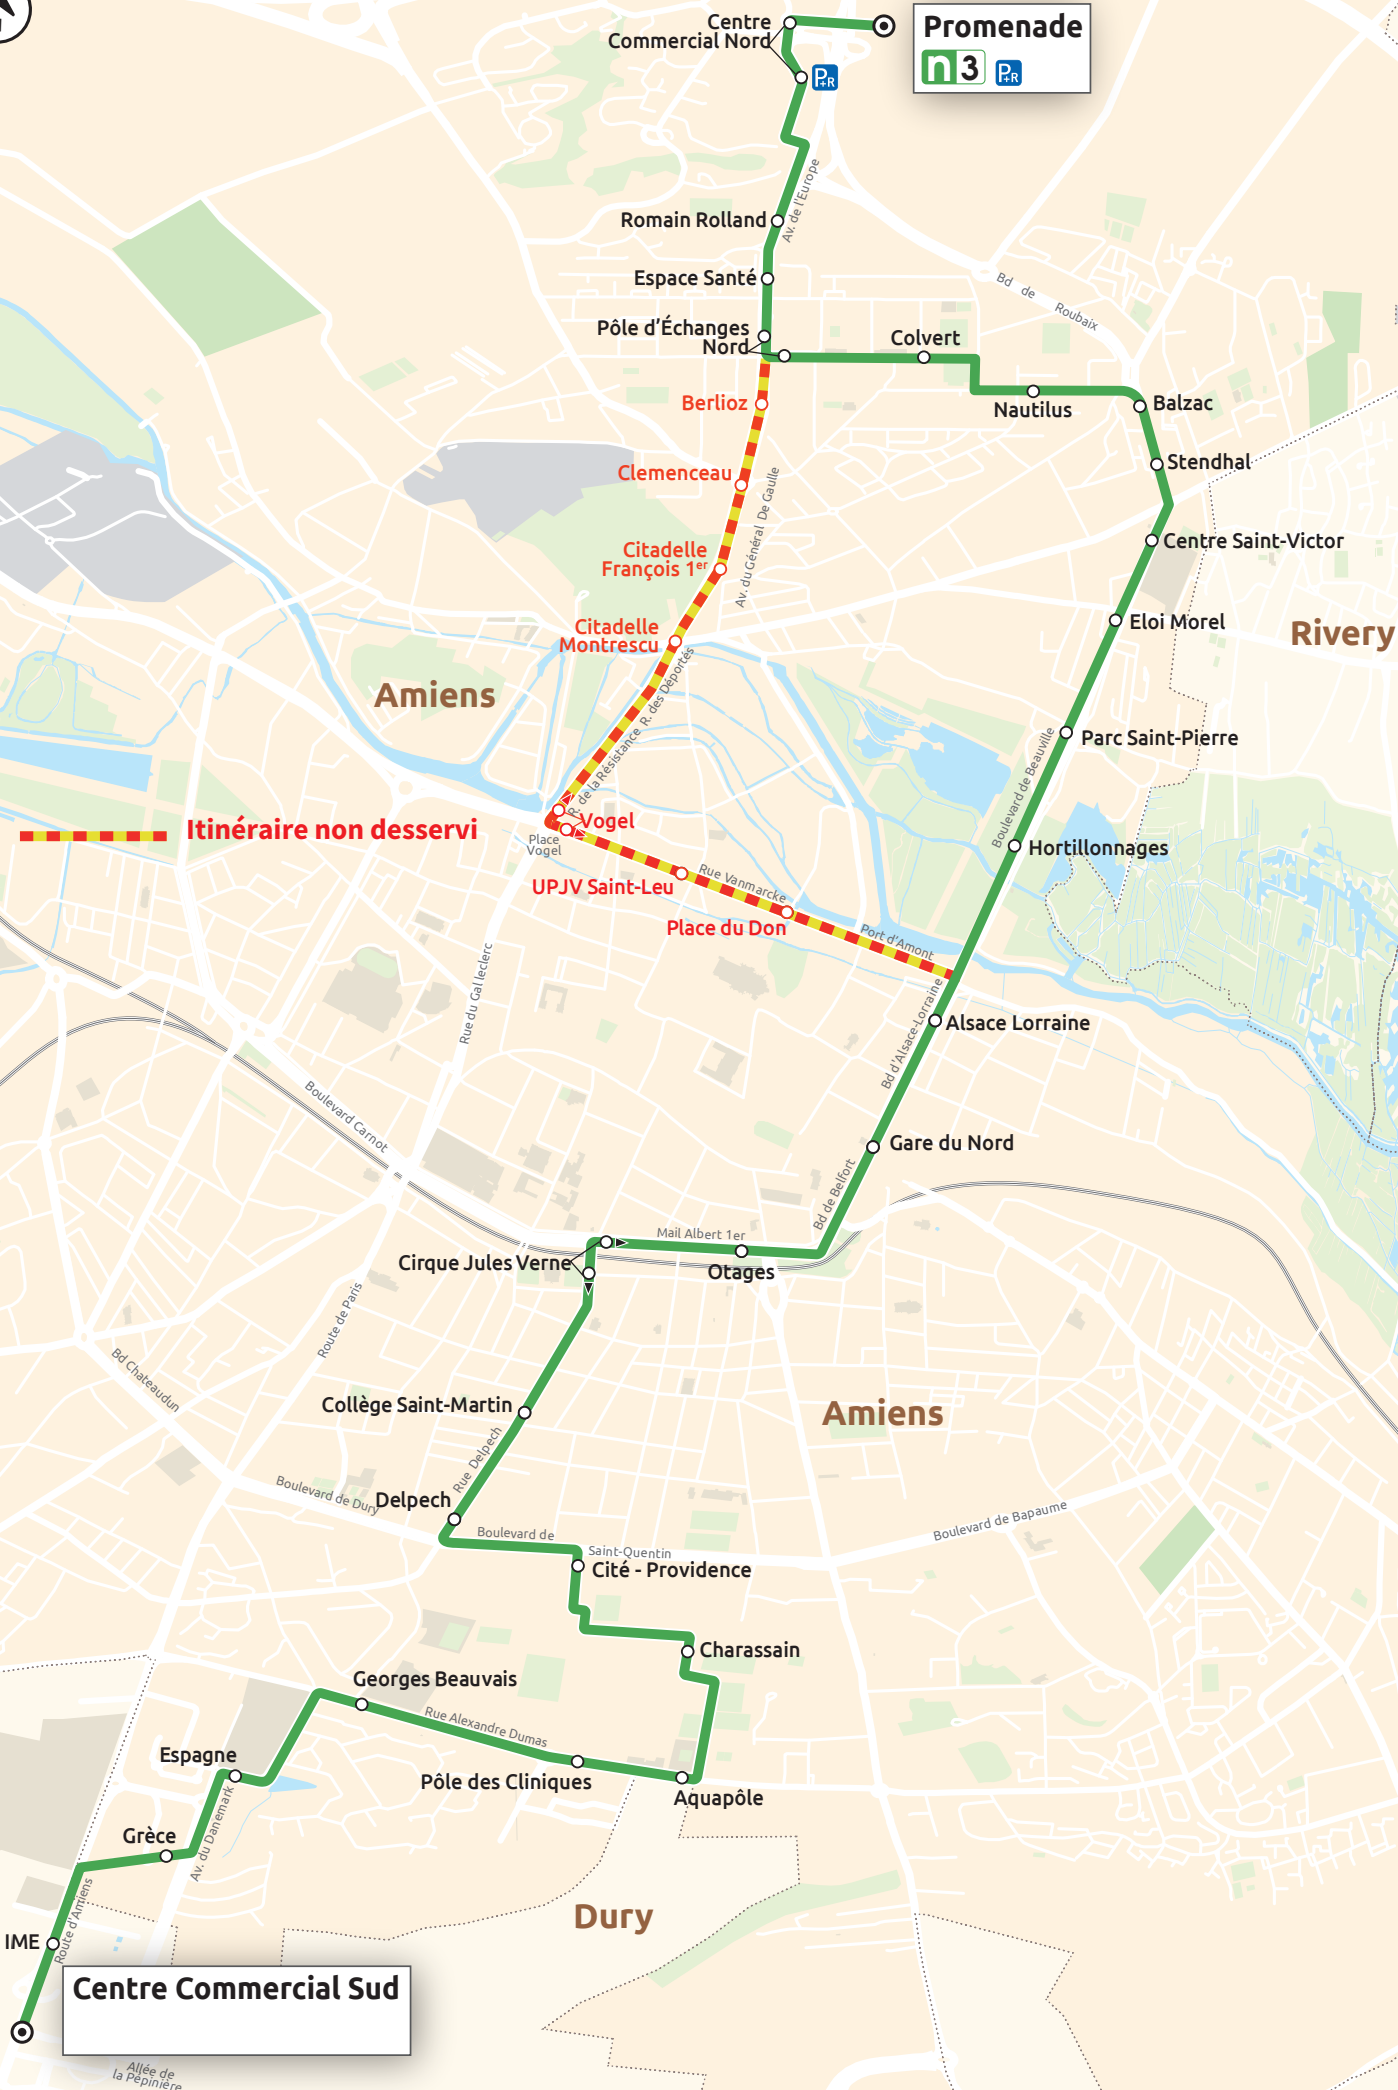 Centre
Commercial Nord
P+R
Promenade
n 3 P+R
Av. de l'Europe
Romain Rolland
Espace Santé
Bd de Roubaix
Pôle d'Échanges
Nord
Colvert
Berlioz
Nautilus
Balzac
Clemenceau
Stendhal
Av. du Général De Gaulle
Citadelle
François 1er
Centre Saint-Victor
Citadelle
Montrescu
Eloi Morel
Rivery
Amiens
R. des Déportés
Parc Saint-Pierre
R. de la Résistance
Boulevard de Beauville
Itinéraire non desservi
Vogel
Place
Vogel
Hortillonnages
UPJV Saint-Leu
Rue Vanmarcke
Place du Don
Port d'Amont
Rue du Gal leclerc
Bd d'Alsace-Lorraine
Alsace Lorraine
Boulevard Carnot
Gare du Nord
Bd de Belfort
Mail Albert 1er
Cirque Jules Verne
Otages
Route de Paris
Bd Chateaudun
Collège Saint-Martin
Amiens
Rue Delpech
Boulevard de Dury
Delpech
Boulevard de
Saint-Quentin
Boulevard de Bapaume
Cité - Providence
Charassain
Georges Beauvais
Rue Alexandre Dumas
Espagne
Pôle des Cliniques
Aquapôle
Av. du Danemark
Grèce
Route d'Amiens
Dury
IME
Centre Commercial Sud
Allée de
la Pépinière